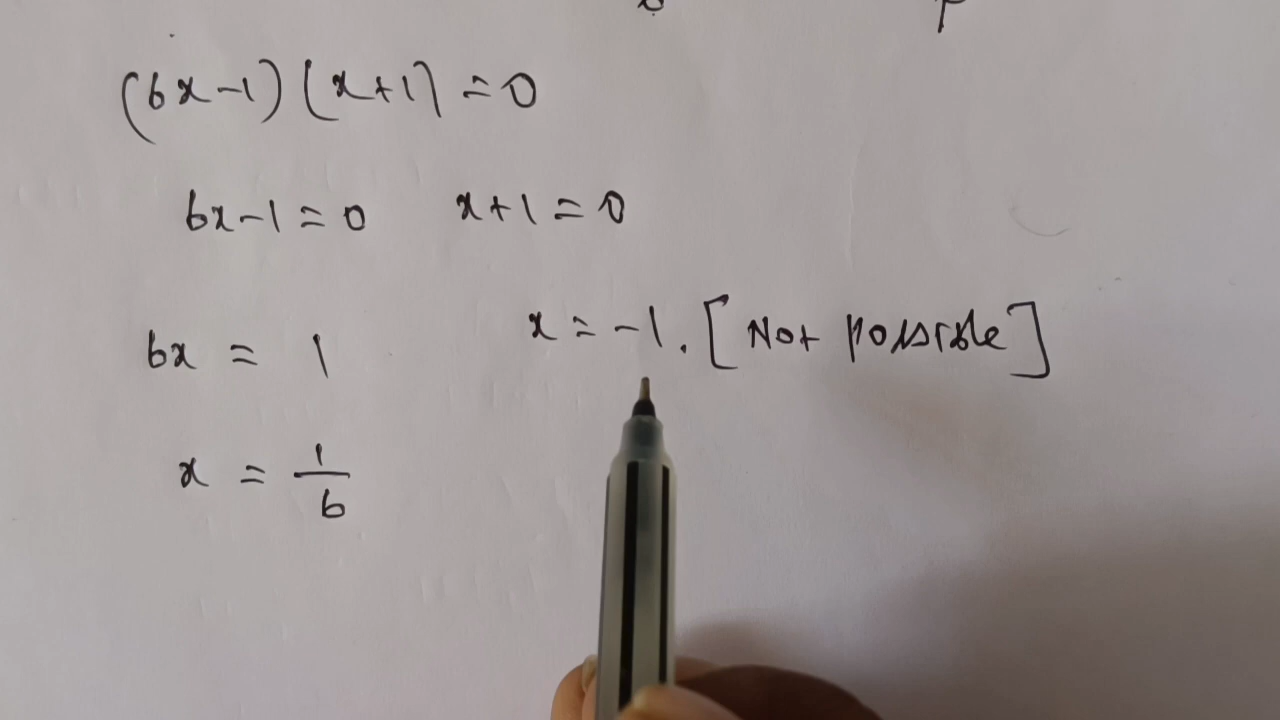 (6x-1)(x+1)=0
6x-1=0 x+1=0
6x = 1 x=-1. [Not possible]
x = 1/6